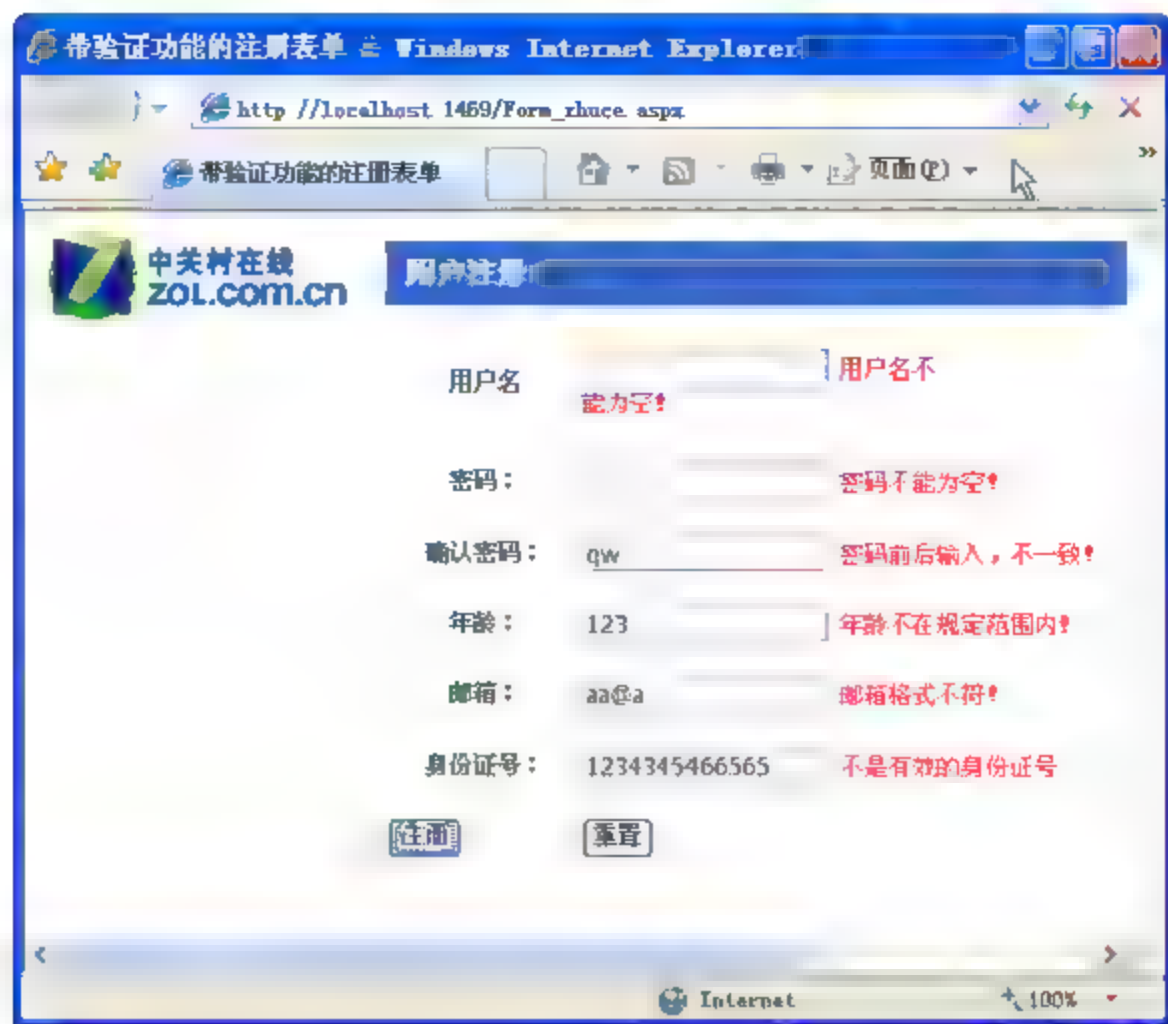 带验证功能的注册表单 - Windows Internet Explorer
http //localhost 1469/Form_zhuce aspx
带验证功能的注册表单 页面(P)
中关村在线 用户注册
ZOL.com.cn
用户名 用户名不
能为空!
密码: 密码不能为空!
确认密码: qw 密码前后输入,不一致!
年龄: 123 年龄不在规定范围内!
邮箱: aa@a 邮箱格式不符!
身份证号: 1234345466565 不是有效的身份证号
注册 重置
Internet 100%